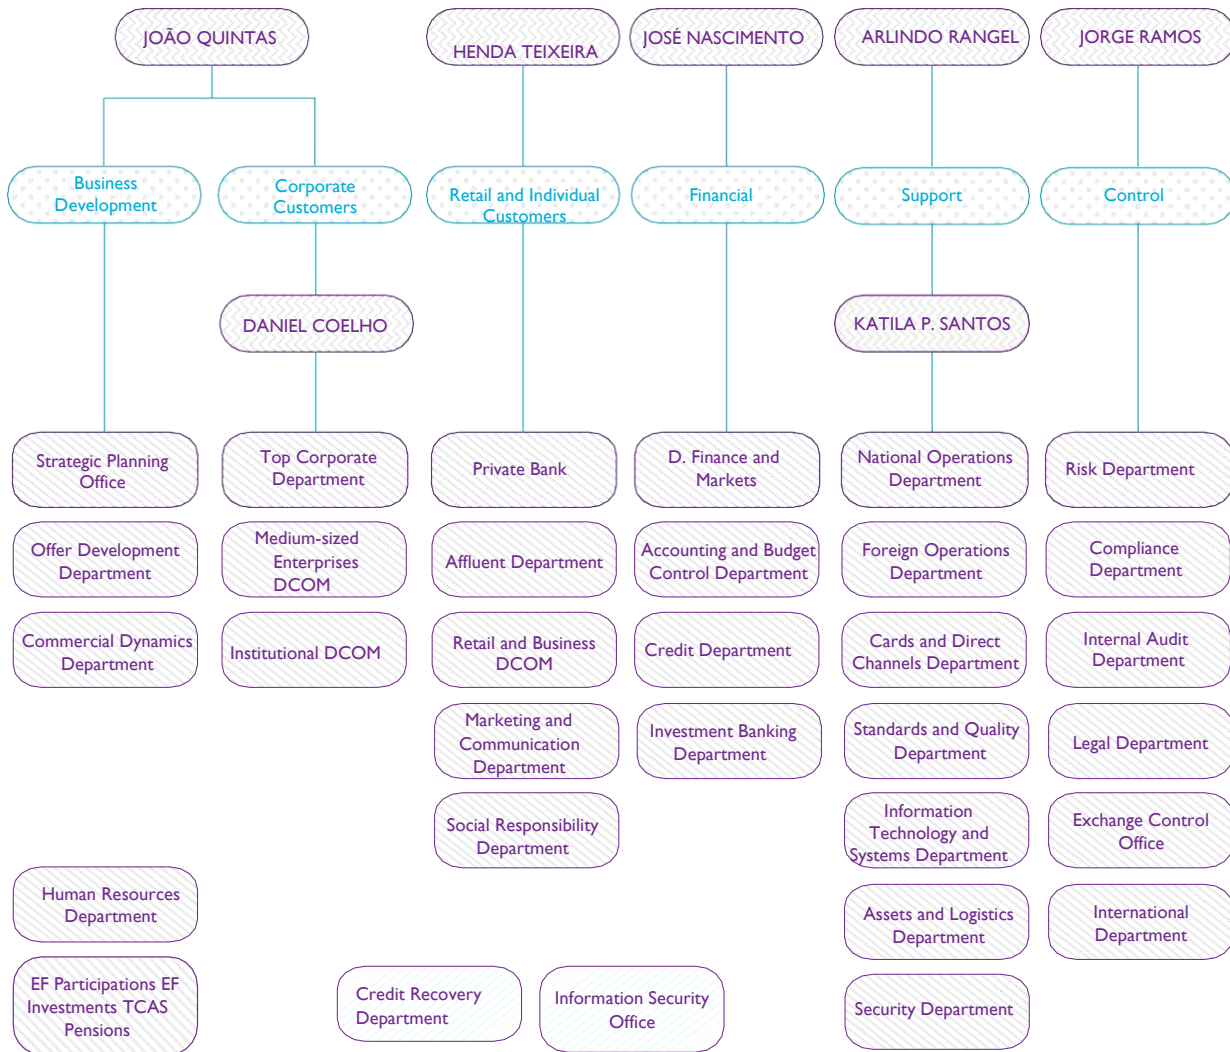 JOÃO QUINTAS
HENDA TEIXEIRA
JOSÉ NASCIMENTO
ARLINDO RANGEL
JORGE RAMOS
Business
Development
Corporate
Customers
Retail and Individual
Customers
Financial
Support
Control
DANIEL COELHO
KATILA P. SANTOS
Strategic Planning
Office
Top Corporate
Department
Private Bank
D. Finance and
Markets
National Operations
Department
Risk Department
Offer Development
Department
Medium-sized
Enterprises
DCOM
Affluent Department
Accounting and Budget
Control Department
Foreign Operations
Department
Compliance
Department
Commercial Dynamics
Department
Institutional DCOM
Retail and Business
DCOM
Credit Department
Cards and Direct
Channels Department
Internal Audit
Department
Marketing and
Communication
Department
Investment Banking
Department
Standards and Quality
Department
Legal Department
Social Responsibility
Department
Information
Technology and
Systems Department
Exchange Control
Office
Human Resources
Department
Assets and Logistics
Department
International
Department
EF Participations EF
Investments TCAS
Pensions
Credit Recovery
Department
Information Security
Office
Security Department